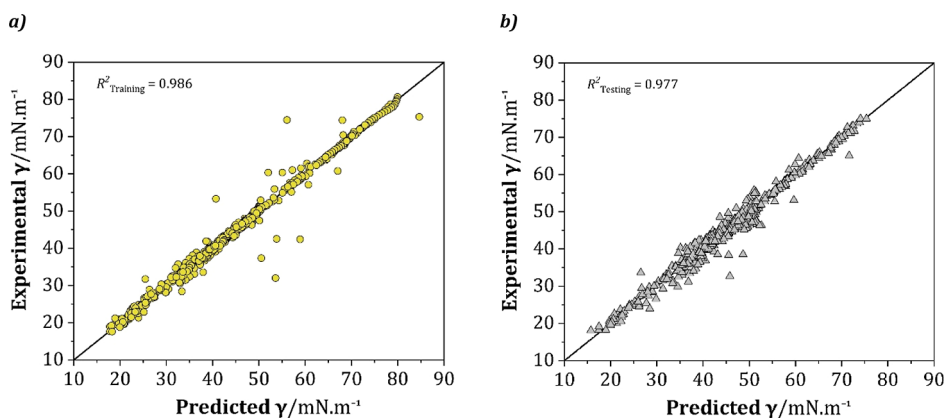 a)
R²Training = 0.986
Experimental γ/mN.m⁻¹
90
80
70
60
50
40
30
20
10
10 20 30 40 50 60 70 80 90
Predicted γ/mN.m⁻¹
b)
R²Testing = 0.977
Experimental γ/mN.m⁻¹
90
80
70
60
50
40
30
20
10
10 20 30 40 50 60 70 80 90
Predicted γ/mN.m⁻¹